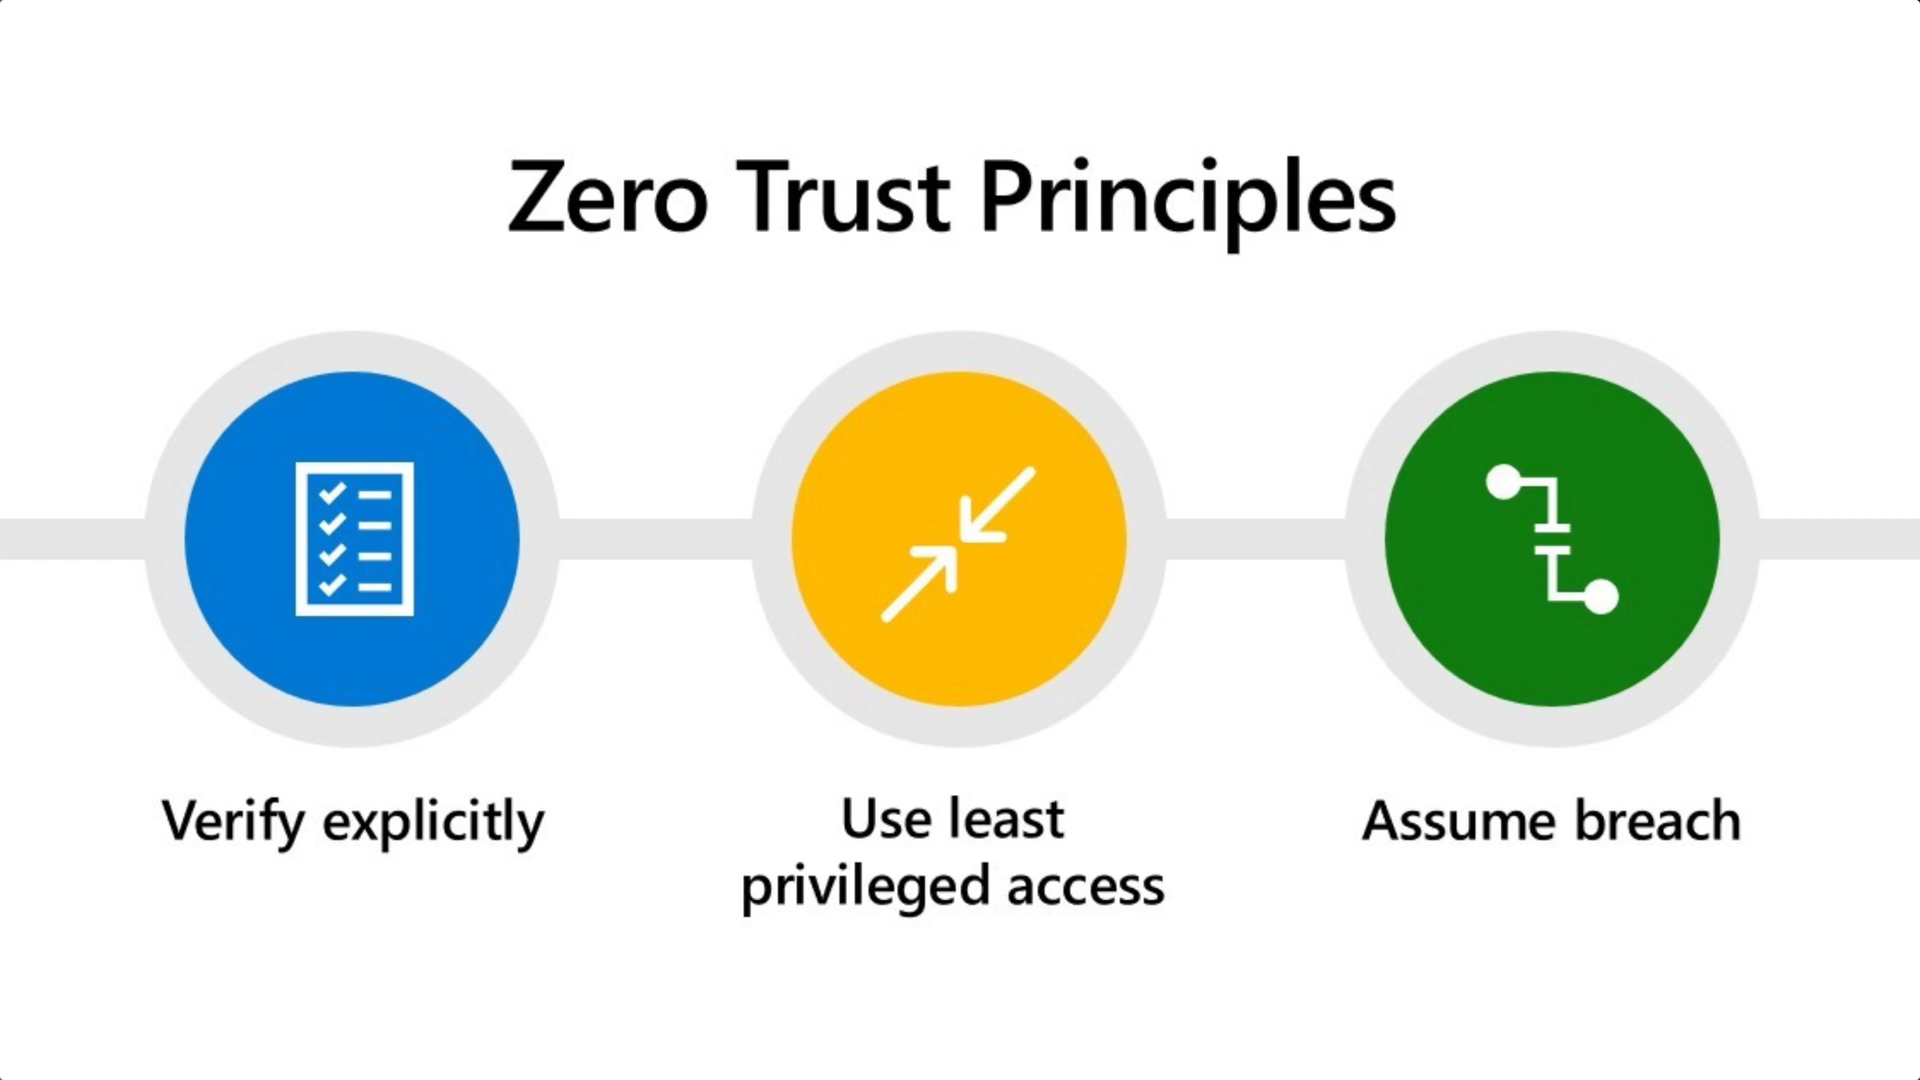 Zero Trust Principles
Verify explicitly
Use least
privileged access
Assume breach